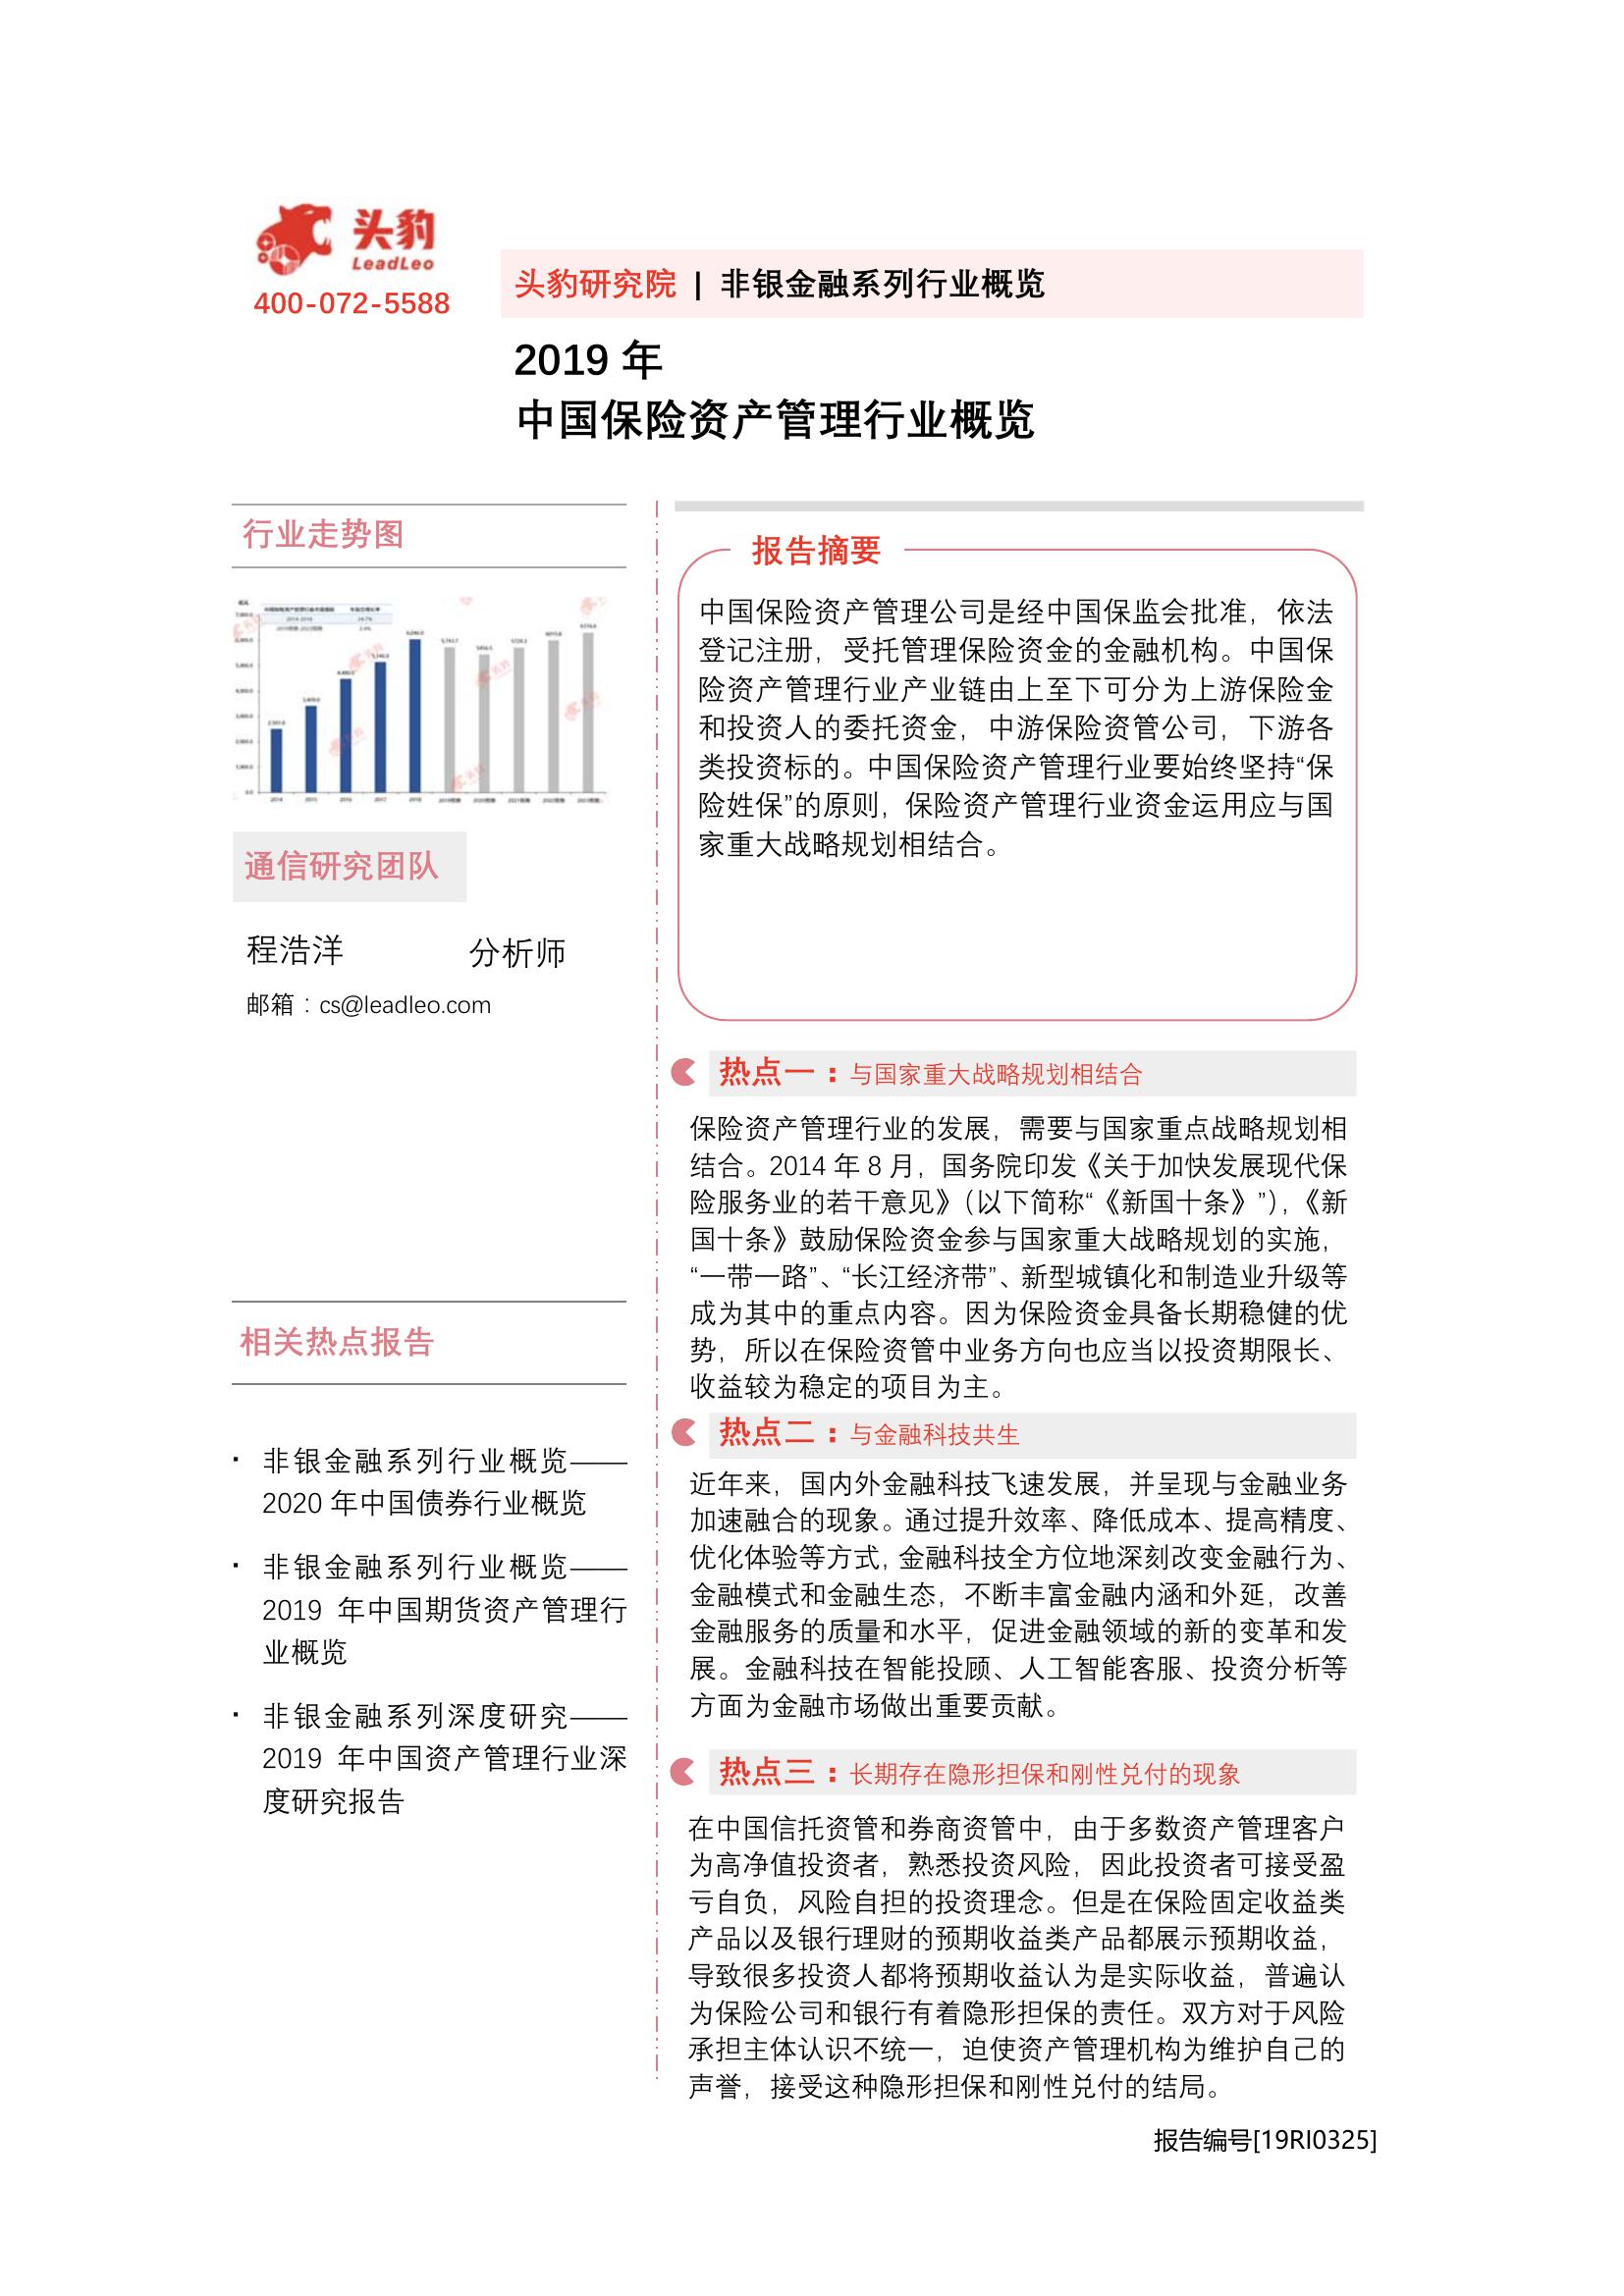 头豹
LeadLeo
400-072-5588
头豹研究院 | 非银金融系列行业概览
2019 年
中国保险资产管理行业概览
行业走势图
2014
2015
2016
2017
2018
通信研究团队
程浩洋 分析师
邮箱：cs@leadleo.com
相关热点报告
· 非银金融系列行业概览——
2020 年中国债券行业概览
· 非银金融系列行业概览——
2019 年中国期货资产管理行
业概览
· 非银金融系列深度研究——
2019 年中国资产管理行业深
度研究报告
报告摘要
中国保险资产管理公司是经中国保监会批准，依法
登记注册，受托管理保险资金的金融机构。中国保
险资产管理行业产业链由上至下可分为上游保险金
和投资人的委托资金，中游保险资管公司，下游各
类投资标的。中国保险资产管理行业要始终坚持“保
险姓保”的原则，保险资产管理行业资金运用应与国
家重大战略规划相结合。
热点一：与国家重大战略规划相结合
保险资产管理行业的发展，需要与国家重点战略规划相
结合。2014 年 8 月，国务院印发《关于加快发展现代保
险服务业的若干意见》（以下简称“《新国十条》”），《新
国十条》鼓励保险资金参与国家重大战略规划的实施，
“一带一路”、“长江经济带”、新型城镇化和制造业升级等
成为其中的重点内容。因为保险资金具备长期稳健的优
势，所以在保险资管中业务方向也应当以投资期限长、
收益较为稳定的项目为主。
热点二：与金融科技共生
近年来，国内外金融科技飞速发展，并呈现与金融业务
加速融合的现象。通过提升效率、降低成本、提高精度、
优化体验等方式，金融科技全方位地深刻改变金融行为、
金融模式和金融生态，不断丰富金融内涵和外延，改善
金融服务的质量和水平，促进金融领域的新的变革和发
展。金融科技在智能投顾、人工智能客服、投资分析等
方面为金融市场做出重要贡献。
热点三：长期存在隐形担保和刚性兑付的现象
在中国信托资管和券商资管中，由于多数资产管理客户
为高净值投资者，熟悉投资风险，因此投资者可接受盈
亏自负，风险自担的投资理念。但是在保险固定收益类
产品以及银行理财的预期收益类产品都展示预期收益，
导致很多投资人都将预期收益认为是实际收益，普遍认
为保险公司和银行有着隐形担保的责任。双方对于风险
承担主体认识不统一，迫使资产管理机构为维护自己的
声誉，接受这种隐形担保和刚性兑付的结局。
报告编号[19RI0325]